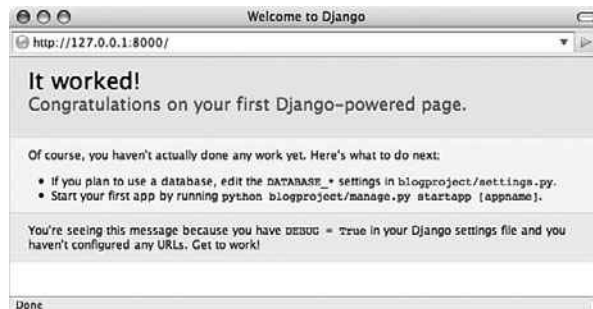 Welcome to Django
http://127.0.0.1:8000/
It worked!
Congratulations on your first Django-powered page.
Of course, you haven't actually done any work yet. Here's what to do next:
• If you plan to use a database, edit the DATABASE_* settings in blogproject/settings.py.
• Start your first app by running python blogproject/manage.py startapp [appname].
You're seeing this message because you have DEBUG = True in your Django settings file and you
haven't configured any URLs. Get to work!
Done